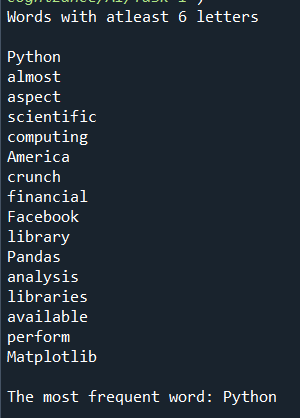 Words with atleast 6 letters
Python
almost
aspect
scientific
computing
America
crunch
financial
Facebook
library
Pandas
analysis
libraries
available
perform
Matplotlib
The most frequent word: Python